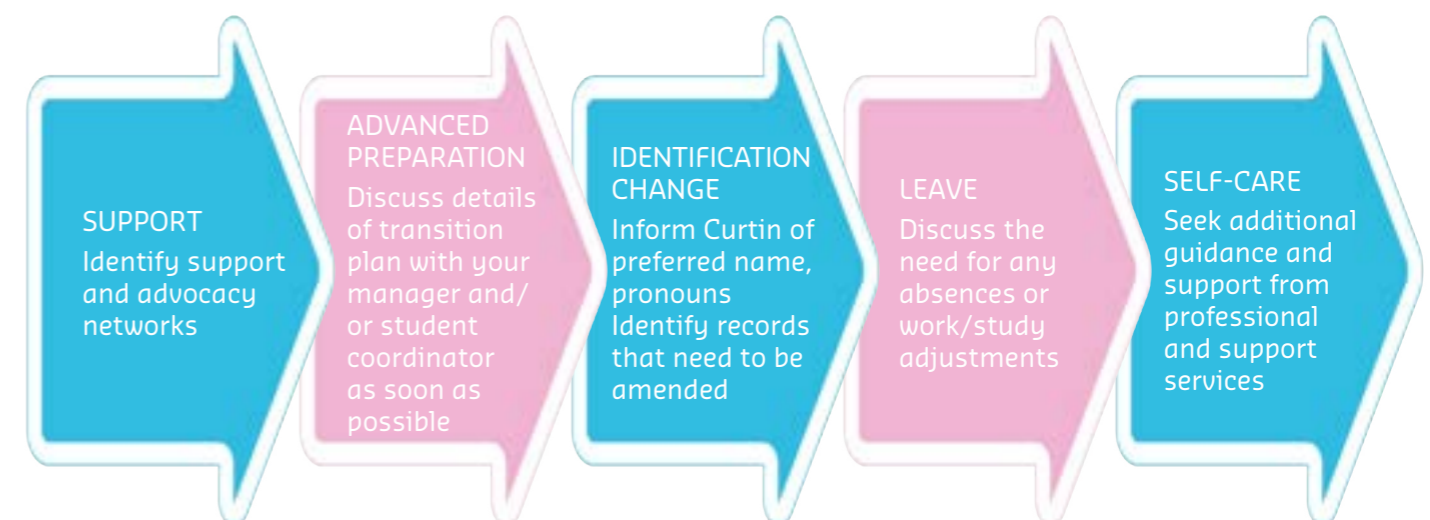 SUPPORT
Identify support
and advocacy
networks
ADVANCED
PREPARATION
Discuss details
of transition
plan with your
manager and/
or student
coordinator
as soon as
possible
IDENTIFICATION
CHANGE
Inform Curtin of
preferred name,
pronouns
Identify records
that need to be
amended
LEAVE
Discuss the
need for any
absences or
work/study
adjustments
SELF-CARE
Seek additional
guidance and
support from
professional
and support
services